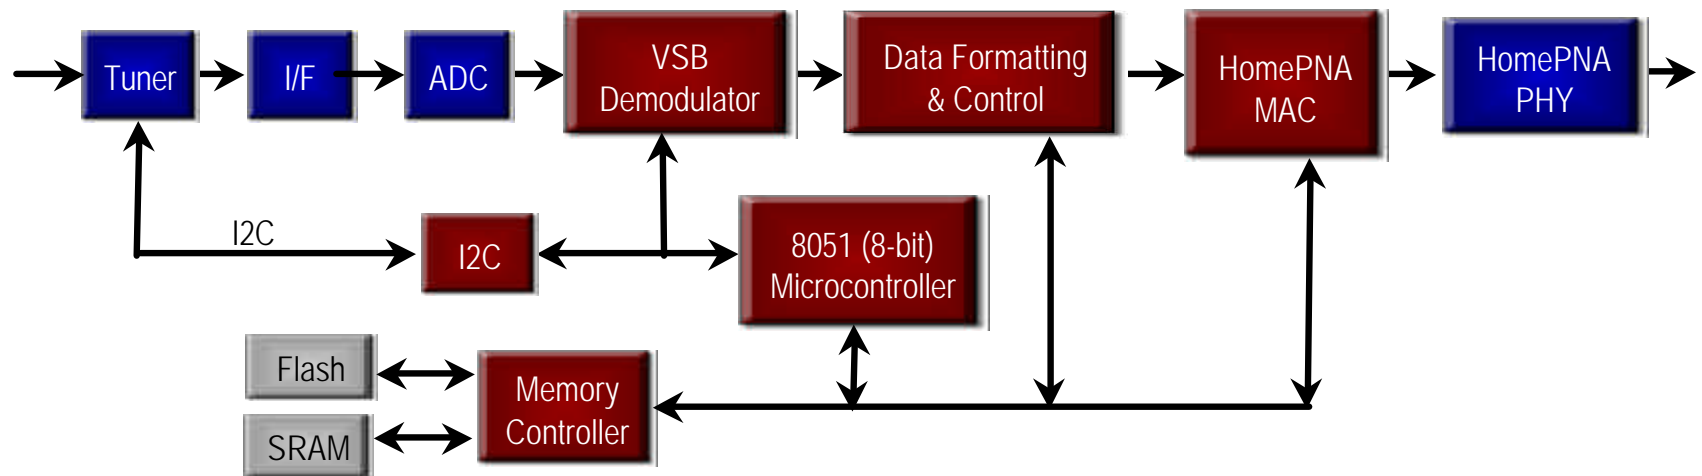 Tuner
I/F
ADC
VSB
Demodulator
Data Formatting
& Control
HomePNA
MAC
HomePNA
PHY
I2C
I2C
8051 (8-bit)
Microcontroller
Flash
SRAM
Memory
Controller